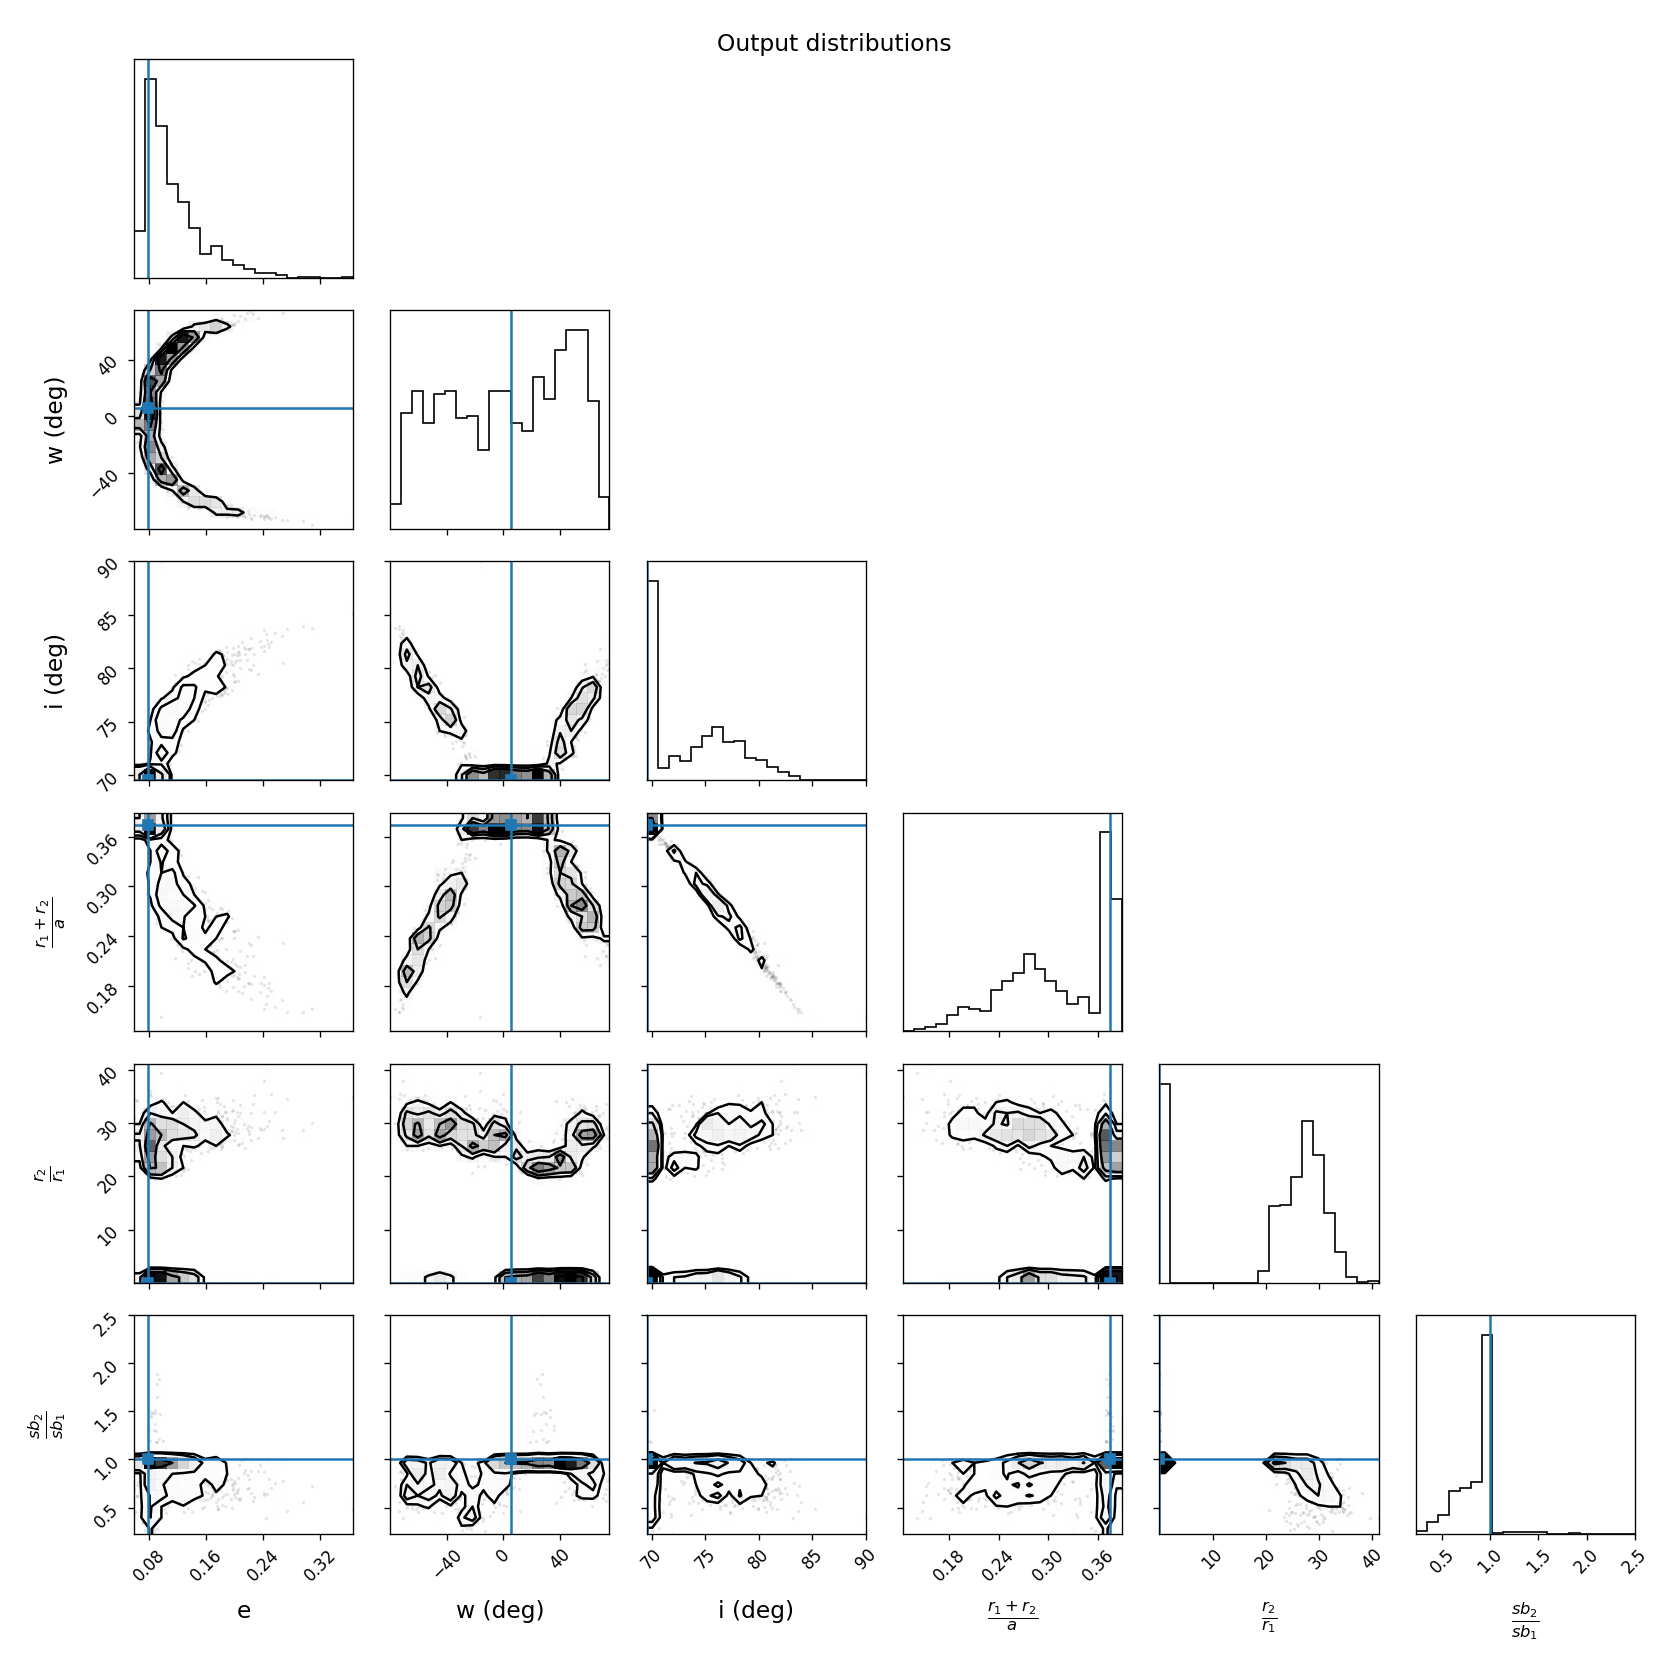 Output distributions
w (deg)
40
0
−40
i (deg)
90
85
80
75
70
r₁ + r₂
a
0.36
0.30
0.24
0.18
r₂
r₁
40
30
20
10
sb₂
sb₁
2.5
2.0
1.5
1.0
0.5
0.08 0.16 0.24 0.32
−40 0 40
70 75 80 85 90
0.18 0.24 0.30 0.36
10 20 30 40
0.5 1.0 1.5 2.0 2.5
e
w (deg)
i (deg)
r₁ + r₂
a
r₂
r₁
sb₂
sb₁